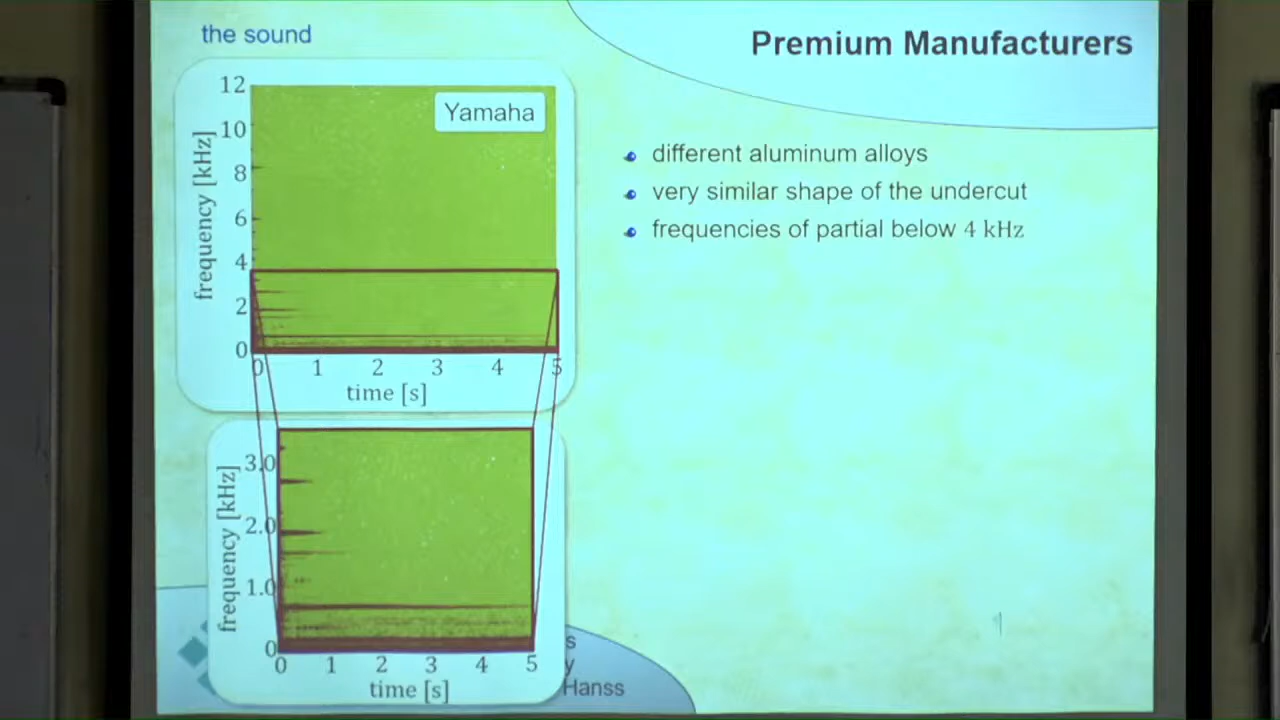 the sound
Premium Manufacturers
12
10
8
6
4
2
0
frequency [kHz]
Yamaha
0 1 2 3 4 5
time [s]
different aluminum alloys
very similar shape of the undercut
frequencies of partial below 4 kHz
3.0
2.0
1.0
0
frequency [kHz]
0 1 2 3 4 5
time [s]
s
y
Hanss